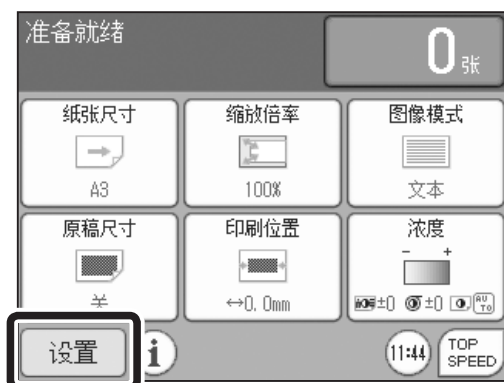 准备就绪
0张
纸张尺寸
A3
缩放倍率
100%
图像模式
文本
原稿尺寸
关
印刷位置
↔0.0mm
浓度
- +
±0 ±0 AUTO
设置
i
11:44
TOP
SPEED